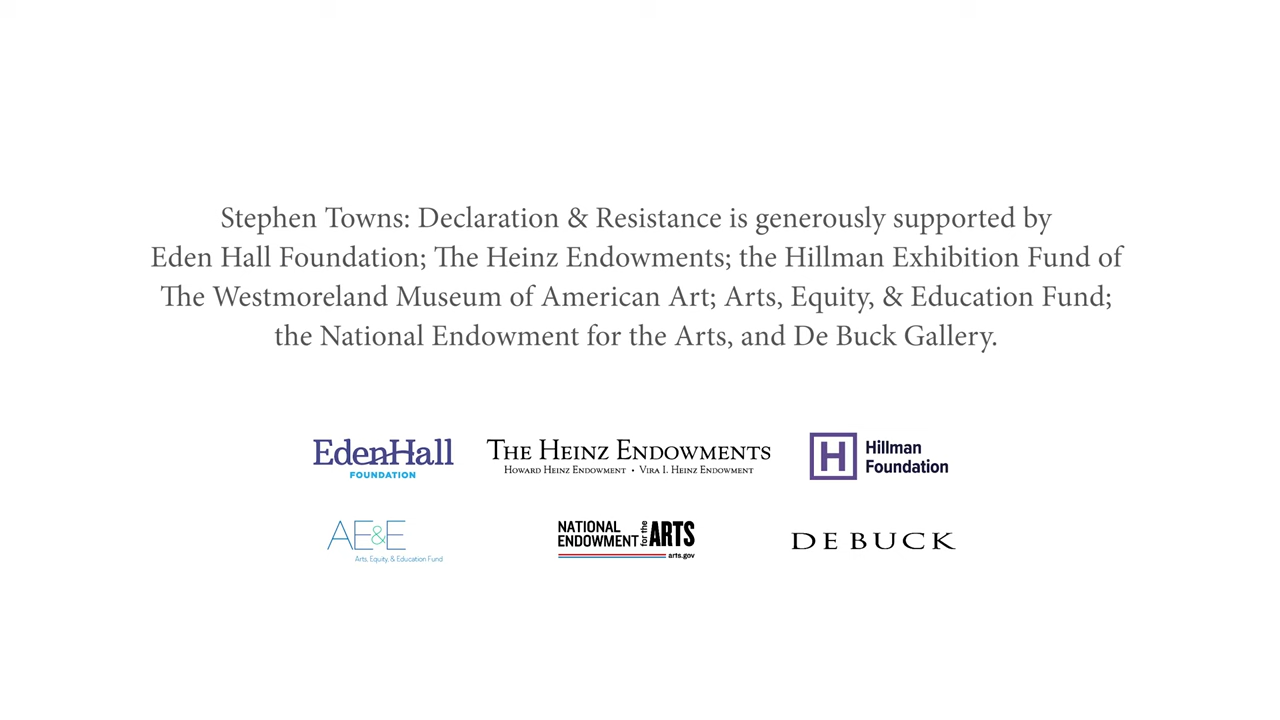 Stephen Towns: Declaration & Resistance is generously supported by
Eden Hall Foundation; The Heinz Endowments; the Hillman Exhibition Fund of
The Westmoreland Museum of American Art; Arts, Equity, & Education Fund;
the National Endowment for the Arts, and De Buck Gallery.
EdenHall
FOUNDATION
THE HEINZ ENDOWMENTS
HOWARD HEINZ ENDOWMENT • VIRA I. HEINZ ENDOWMENT
H Hillman
Foundation
AE&E
Arts, Equity, & Education Fund
NATIONAL
ENDOWMENT for the ARTS
arts.gov
DE BUCK